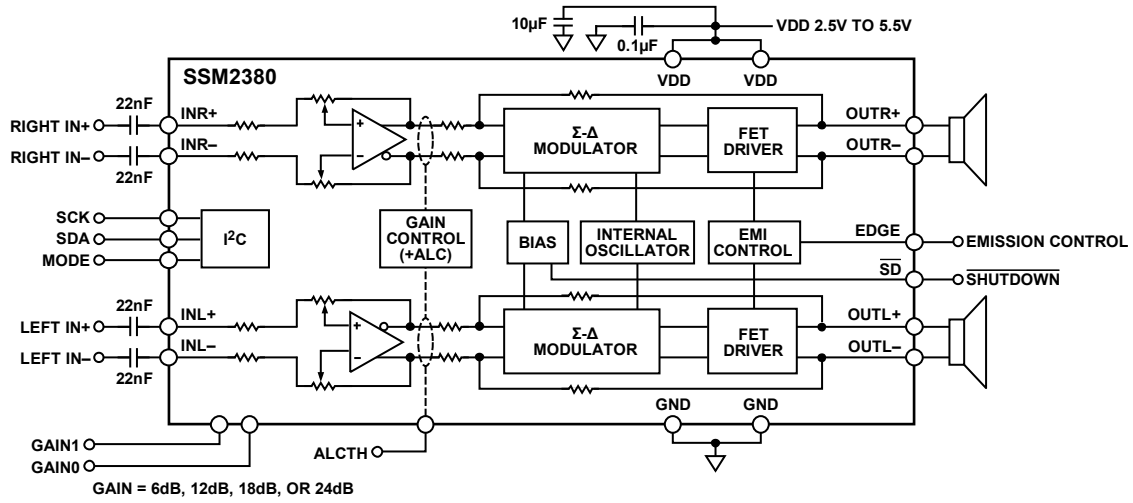 10µF
0.1µF
VDD 2.5V TO 5.5V
VDD
VDD
SSM2380
22nF
RIGHT IN+
INR+
RIGHT IN–
INR–
22nF
Σ-Δ
MODULATOR
FET
DRIVER
OUTR+
OUTR–
SCK
SDA
MODE
I²C
GAIN
CONTROL
(+ALC)
BIAS
INTERNAL
OSCILLATOR
EMI
CONTROL
EDGE
EMISSION CONTROL
SD
SHUTDOWN
22nF
LEFT IN+
INL+
LEFT IN–
INL–
22nF
Σ-Δ
MODULATOR
FET
DRIVER
OUTL+
OUTL–
GND
GND
GAIN1
GAIN0
ALCTH
GAIN = 6dB, 12dB, 18dB, OR 24dB
+
–
+
–